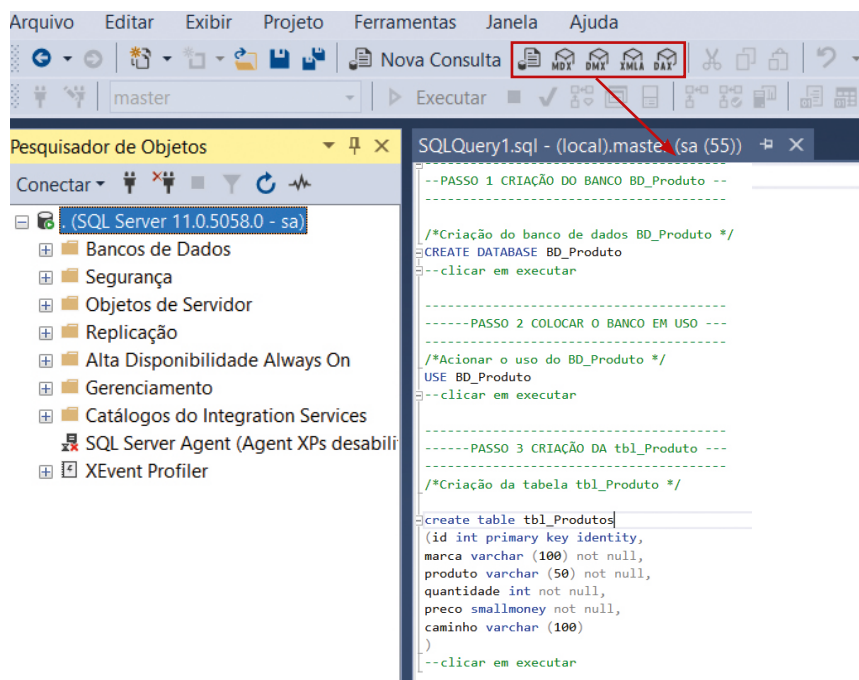 Arquivo Editar Exibir Projeto Ferramentas Janela Ajuda
Nova Consulta MDX DMX XMLA DAX
master Executar
Pesquisador de Objetos
Conectar
. (SQL Server 11.0.5058.0 - sa)
Bancos de Dados
Segurança
Objetos de Servidor
Replicação
Alta Disponibilidade Always On
Gerenciamento
Catálogos do Integration Services
SQL Server Agent (Agent XPs desabili
XEvent Profiler
SQLQuery1.sql - (local).master (sa (55))
---------------------------------------
--PASSO 1 CRIAÇÃO DO BANCO BD_Produto --
---------------------------------------
/*Criação do banco de dados BD_Produto */
CREATE DATABASE BD_Produto
--clicar em executar
---------------------------------------
------PASSO 2 COLOCAR O BANCO EM USO ---
---------------------------------------
/*Acionar o uso do BD_Produto */
USE BD_Produto
--clicar em executar
---------------------------------------
------PASSO 3 CRIAÇÃO DA tbl_Produto ---
---------------------------------------
/*Criação da tabela tbl_Produto */
create table tbl_Produtos
(id int primary key identity,
marca varchar (100) not null,
produto varchar (50) not null,
quantidade int not null,
preco smallmoney not null,
caminho varchar (100)
)
--clicar em executar